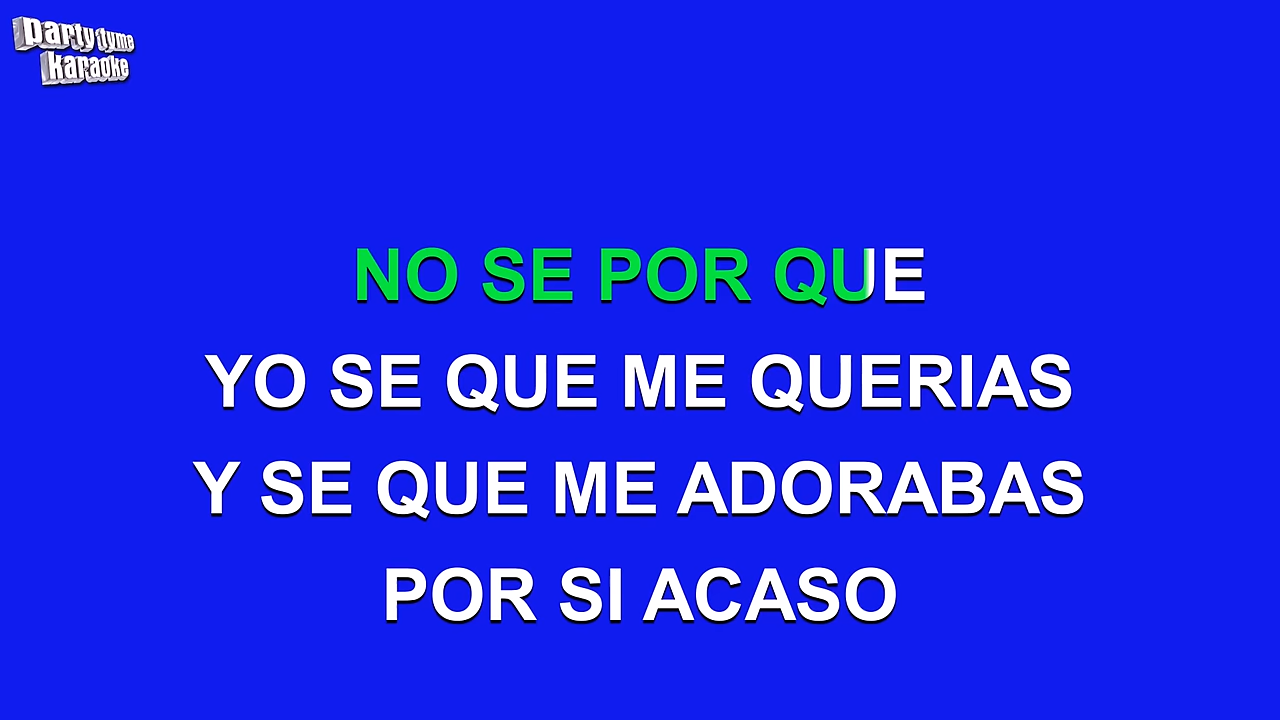 Party Tyme
Karaoke
NO SE POR QUE
YO SE QUE ME QUERIAS
Y SE QUE ME ADORABAS
POR SI ACASO